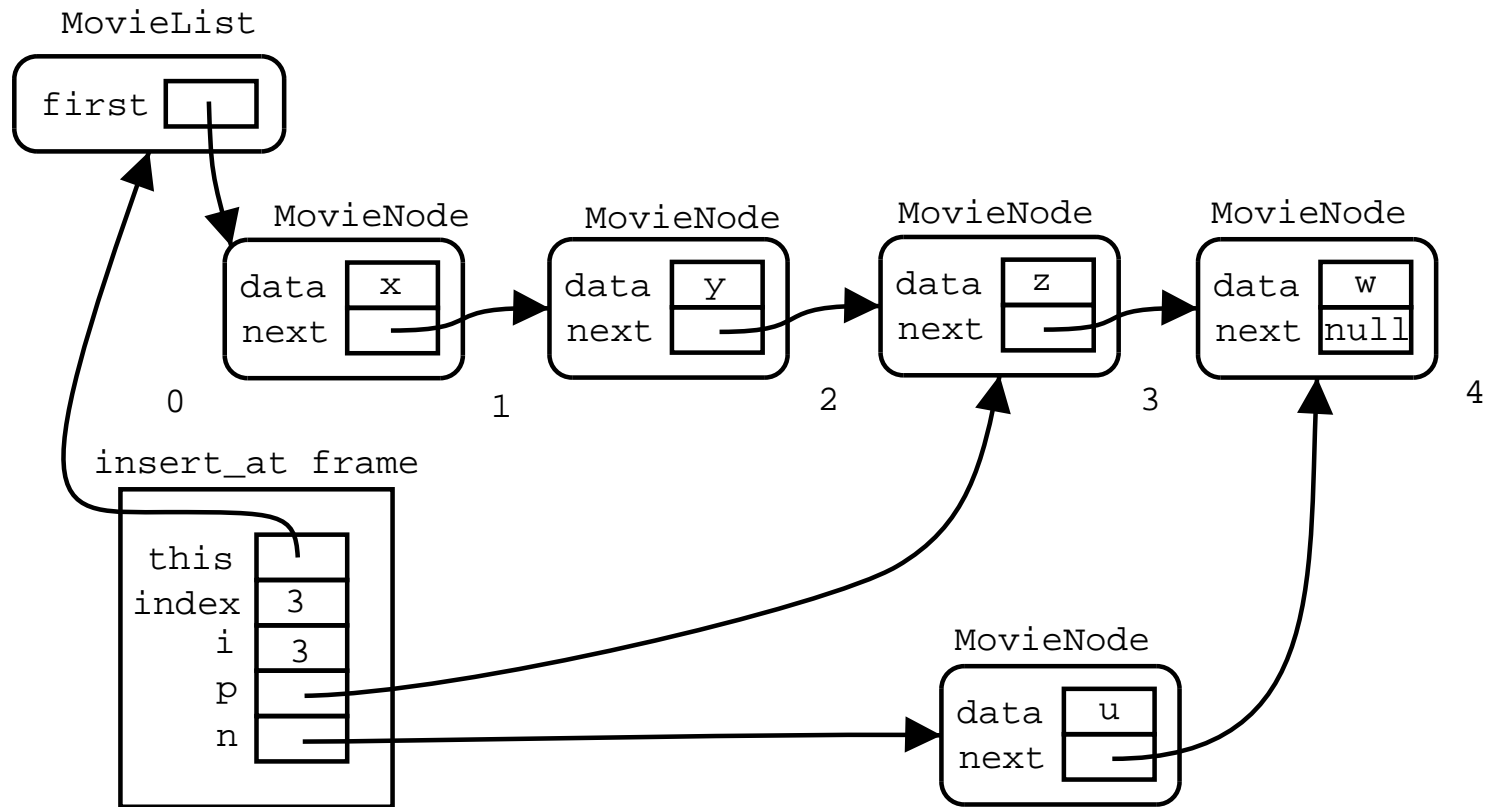 MovieList
first
MovieNode
data x
next
MovieNode
data y
next
MovieNode
data z
next
MovieNode
data w
next null
0
1
2
3
4
insert_at frame
this
index 3
i 3
p
n
MovieNode
data u
next